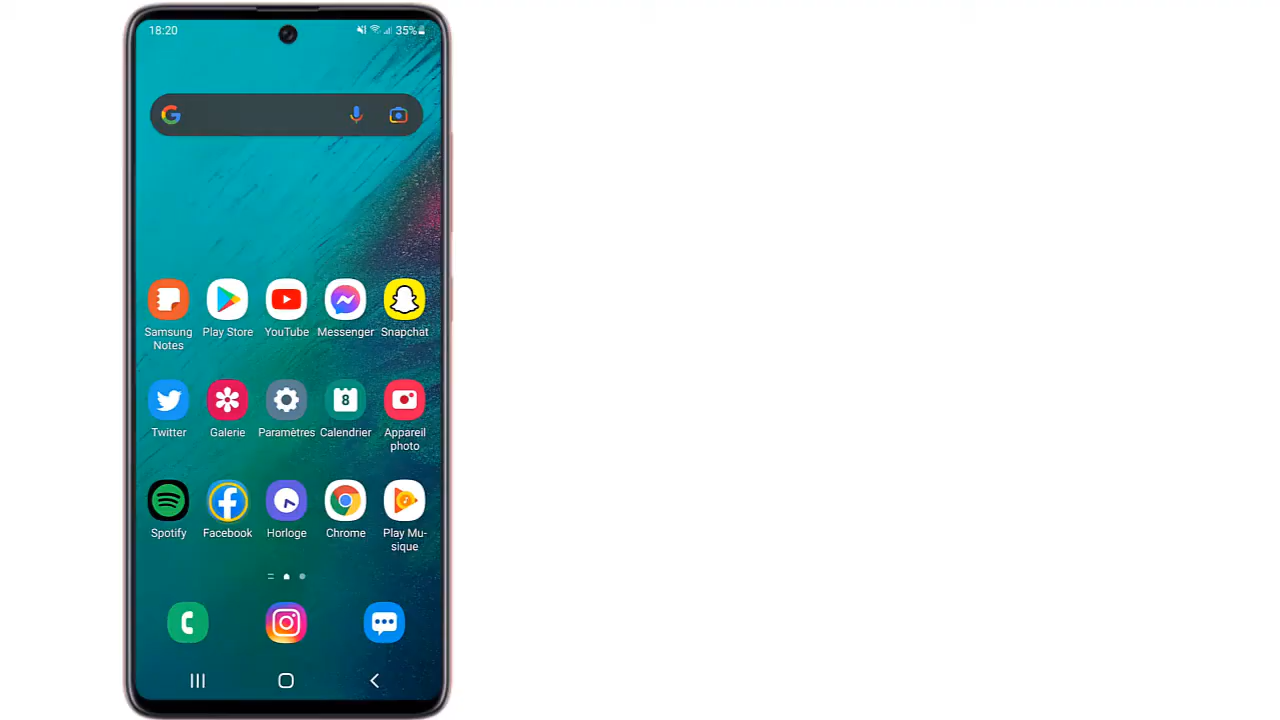 18:20 35%
Samsung Notes Play Store YouTube Messenger Snapchat
Twitter Galerie Paramètres 8 Calendrier Appareil photo
Spotify Facebook Horloge Chrome Play Mu-
sique